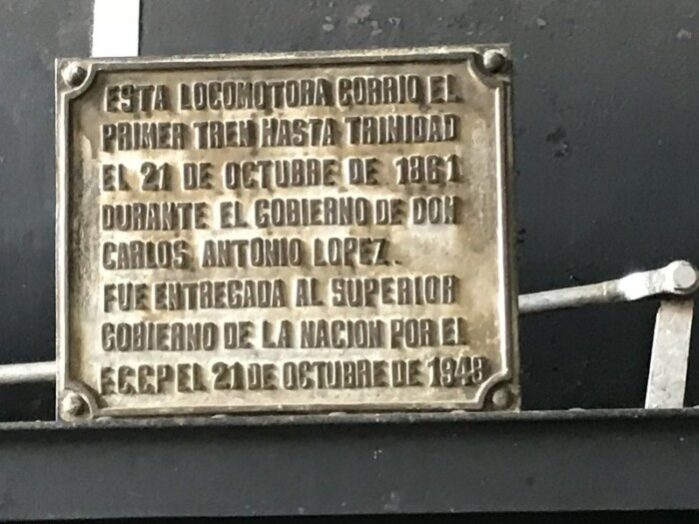 ESTA LOCOMOTORA CORRIO EL
PRIMER TREN HASTA TRINIDAD
EL 21 DE OCTUBRE DE 1861
DURANTE EL GOBIERNO DE DON
CARLOS ANTONIO LOPEZ.
FUE ENTREGADA AL SUPERIOR
GOBIERNO DE LA NACION POR EL
F.C.C.P EL 21 DE OCTUBRE DE